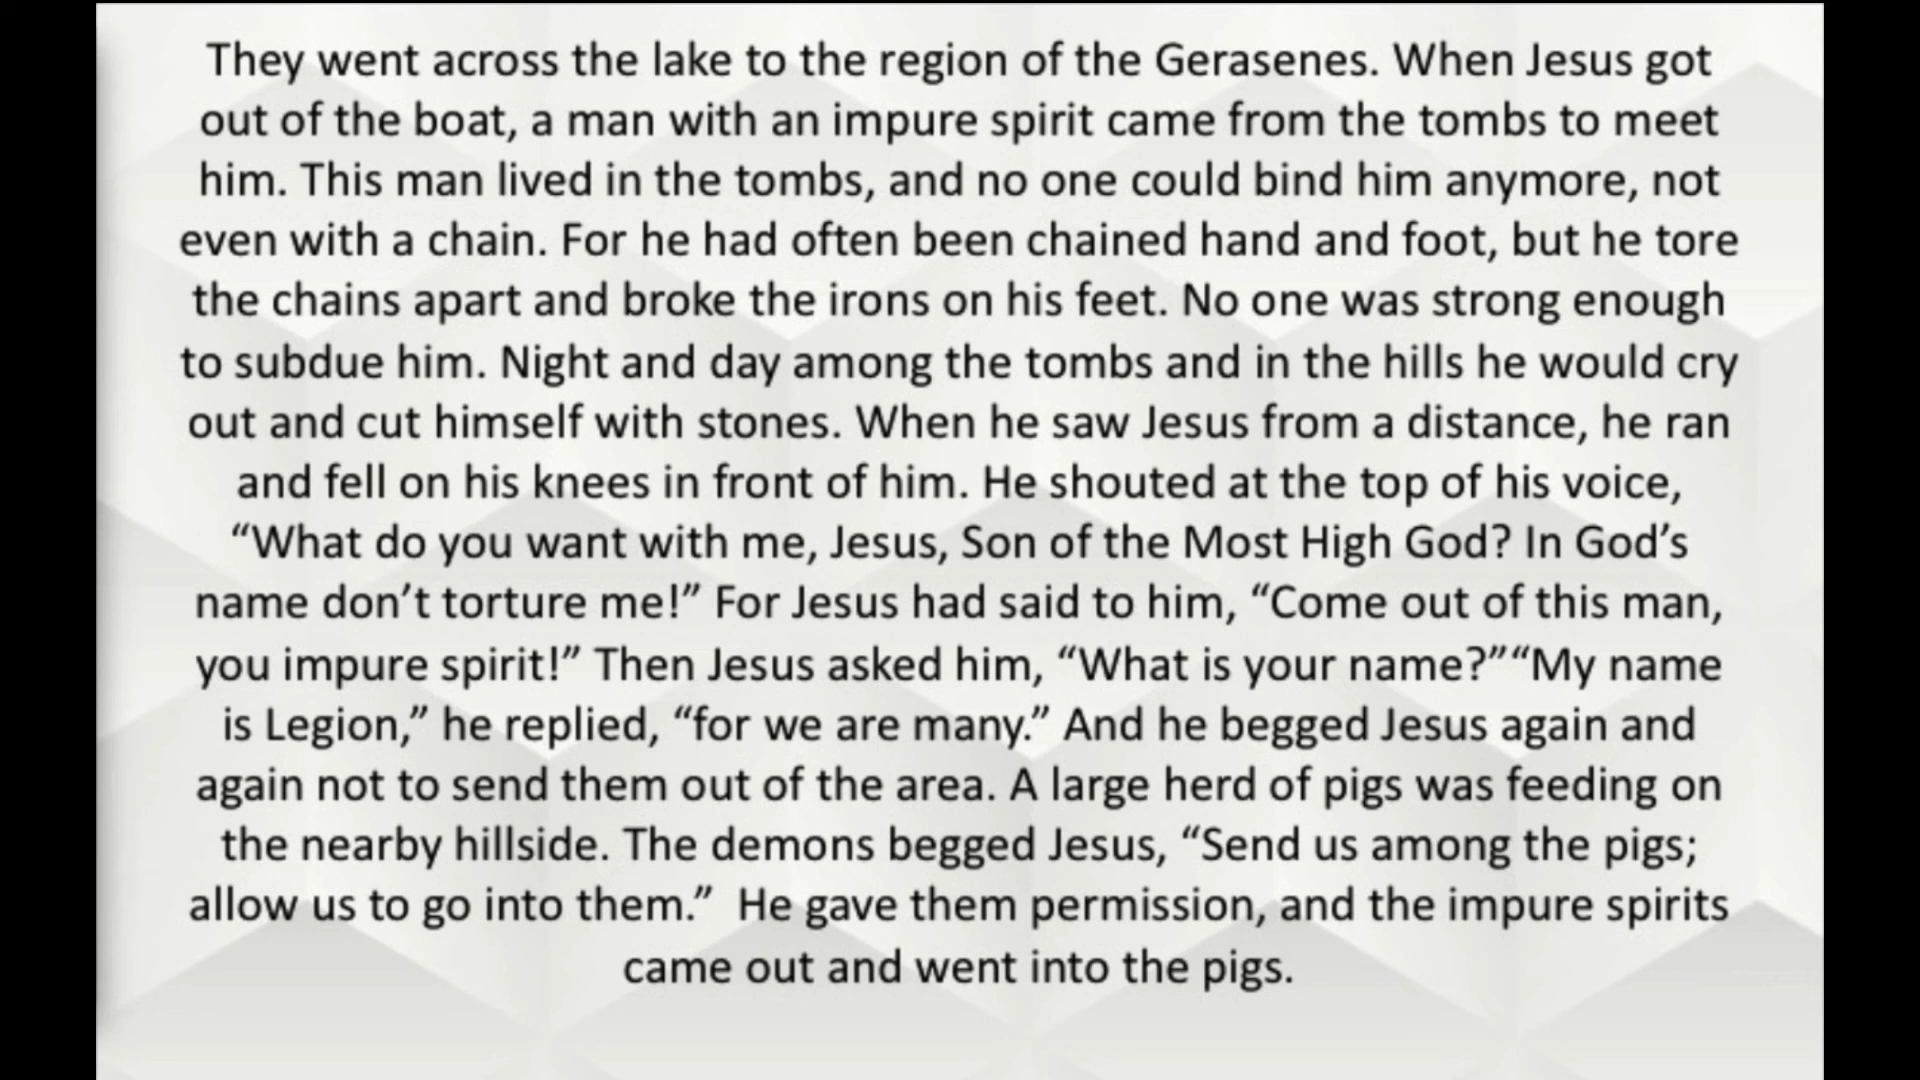 They went across the lake to the region of the Gerasenes. When Jesus got
out of the boat, a man with an impure spirit came from the tombs to meet
him. This man lived in the tombs, and no one could bind him anymore, not
even with a chain. For he had often been chained hand and foot, but he tore
the chains apart and broke the irons on his feet. No one was strong enough
to subdue him. Night and day among the tombs and in the hills he would cry
out and cut himself with stones. When he saw Jesus from a distance, he ran
and fell on his knees in front of him. He shouted at the top of his voice,
“What do you want with me, Jesus, Son of the Most High God? In God’s
name don’t torture me!” For Jesus had said to him, “Come out of this man,
you impure spirit!” Then Jesus asked him, “What is your name?”“My name
is Legion,” he replied, “for we are many.” And he begged Jesus again and
again not to send them out of the area. A large herd of pigs was feeding on
the nearby hillside. The demons begged Jesus, “Send us among the pigs;
allow us to go into them.”  He gave them permission, and the impure spirits
came out and went into the pigs.